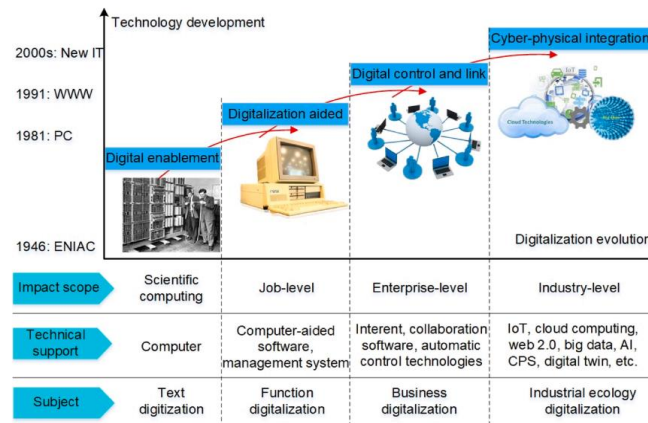 Technology development
2000s: New IT
1991: WWW
1981: PC
1946: ENIAC
Digital enablement
Digitalization aided
Digital control and link
Cyber-physical integration
IoT
Cloud Technologies
Big Data
Digitalization evolution
Impact scope
Scientific
computing
Job-level
Enterprise-level
Industry-level
Technical
support
Computer
Computer-aided
software,
management system
Interent, collaboration
software, automatic
control technologies
IoT, cloud computing,
web 2.0, big data, AI,
CPS, digital twin, etc.
Subject
Text
digitization
Function
digitalization
Business
digitalization
Industrial ecology
digitalization